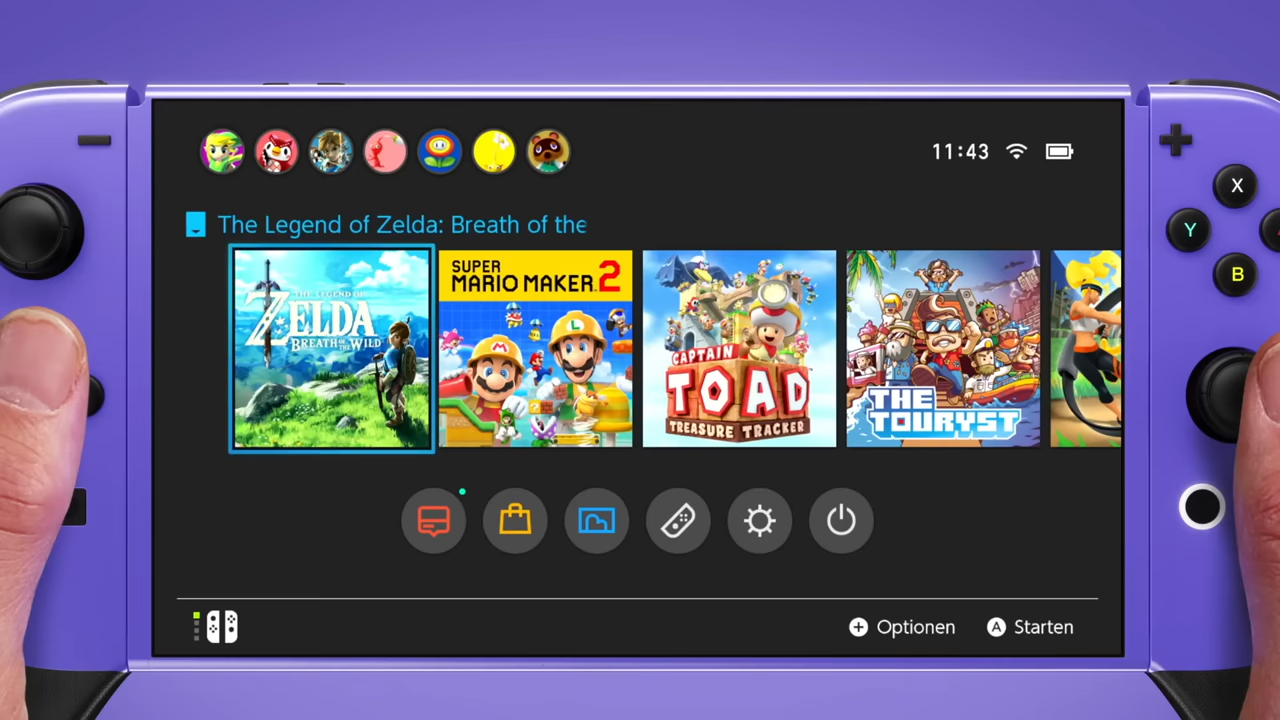 11:43
The Legend of Zelda: Breath of the
THE LEGEND OF
ZELDA
BREATH OF THE WILD
SUPER
MARIO MAKER 2
CAPTAIN
TOAD
TREASURE TRACKER
THE
TOURYST
X
Y
B
+ Optionen
A Starten